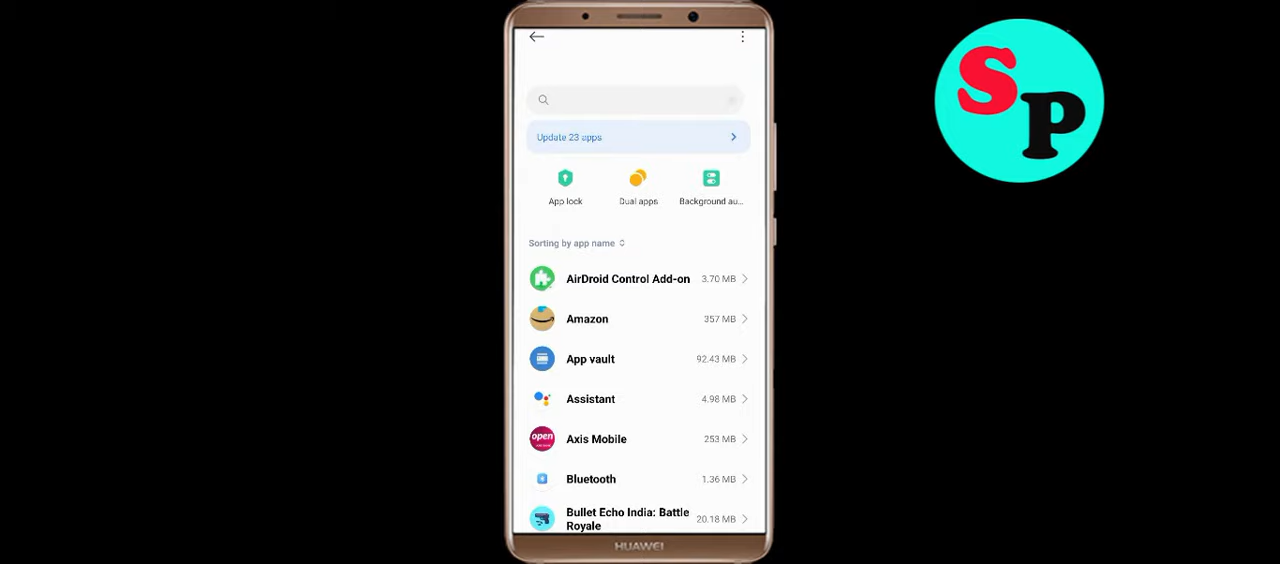 SP
Update 23 apps
App lock
Dual apps
Background au...
Sorting by app name
AirDroid Control Add-on 3.70 MB
Amazon 357 MB
App vault 92.43 MB
Assistant 4.98 MB
open
Axis Mobile 253 MB
Bluetooth 1.36 MB
Bullet Echo India: Battle
Royale 20.18 MB
HUAWEI